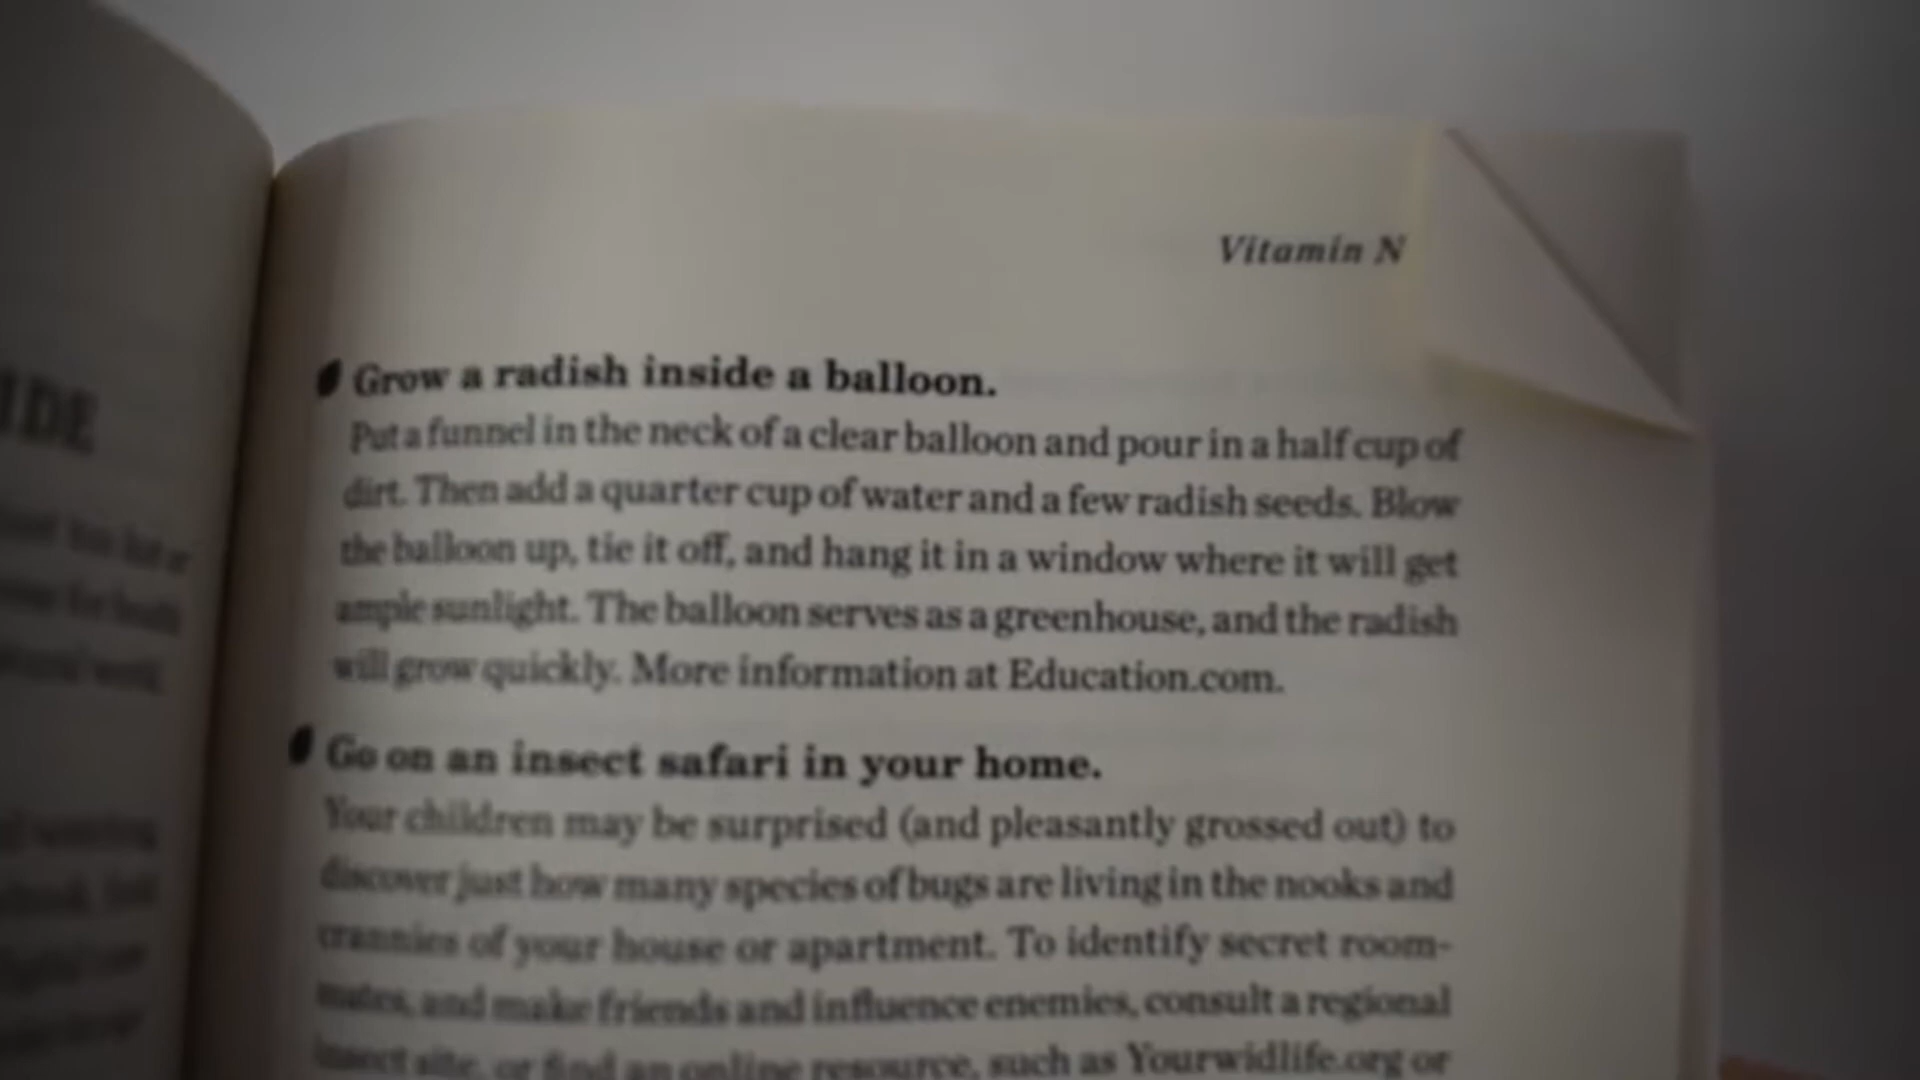 IDE
Vitamin N
Grow a radish inside a balloon.
Put a funnel in the neck of a clear balloon and pour in a half cup of
dirt. Then add a quarter cup of water and a few radish seeds. Blow
the balloon up, tie it off, and hang it in a window where it will get
ample sunlight. The balloon serves as a greenhouse, and the radish
will grow quickly. More information at Education.com.
Go on an insect safari in your home.
Your children may be surprised (and pleasantly grossed out) to
discover just how many species of bugs are living in the nooks and
crannies of your house or apartment. To identify secret room-
mates, and make friends and influence enemies, consult a regional
insect site, or find an online resource, such as Yourwidlife.org or